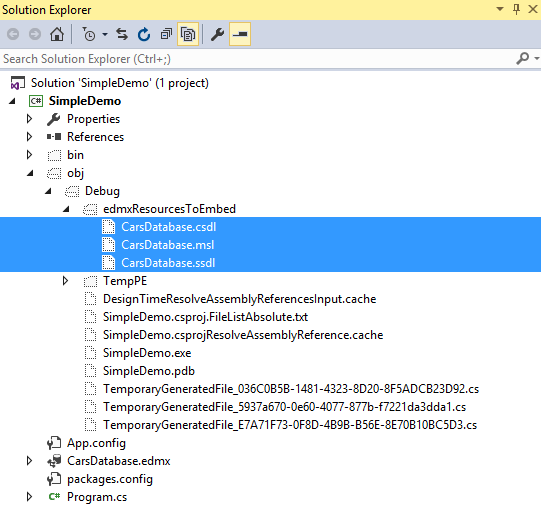 Solution Explorer
Search Solution Explorer (Ctrl+;)
Solution 'SimpleDemo' (1 project)
C# SimpleDemo
Properties
References
bin
obj
Debug
edmxResourcesToEmbed
CarsDatabase.csdl
CarsDatabase.msl
CarsDatabase.ssdl
TempPE
DesignTimeResolveAssemblyReferencesInput.cache
SimpleDemo.csproj.FileListAbsolute.txt
SimpleDemo.csprojResolveAssemblyReference.cache
SimpleDemo.exe
SimpleDemo.pdb
TemporaryGeneratedFile_036C0B5B-1481-4323-8D20-8F5ADCB23D92.cs
TemporaryGeneratedFile_5937a670-0e60-4077-877b-f7221da3dda1.cs
TemporaryGeneratedFile_E7A71F73-0F8D-4B9B-B56E-8E70B10BC5D3.cs
App.config
CarsDatabase.edmx
packages.config
C# Program.cs